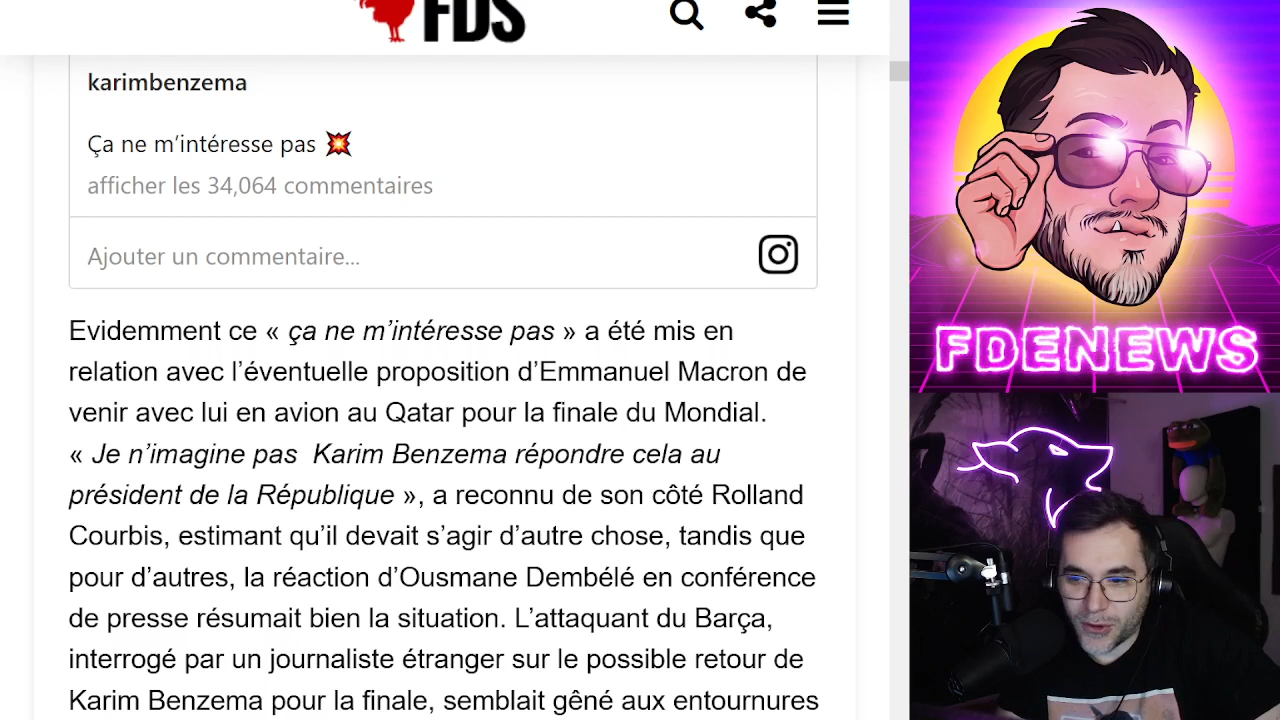 FDS
karimbenzema
Ça ne m’intéresse pas 💥
afficher les 34,064 commentaires
Ajouter un commentaire...
Evidemment ce « ça ne m’intéresse pas » a été mis en
relation avec l’éventuelle proposition d’Emmanuel Macron de
venir avec lui en avion au Qatar pour la finale du Mondial.
« Je n’imagine pas  Karim Benzema répondre cela au
président de la République », a reconnu de son côté Rolland
Courbis, estimant qu’il devait s’agir d’autre chose, tandis que
pour d’autres, la réaction d’Ousmane Dembélé en conférence
de presse résumait bien la situation. L’attaquant du Barça,
interrogé par un journaliste étranger sur le possible retour de
Karim Benzema pour la finale, semblait gêné aux entournures
FDENEWS